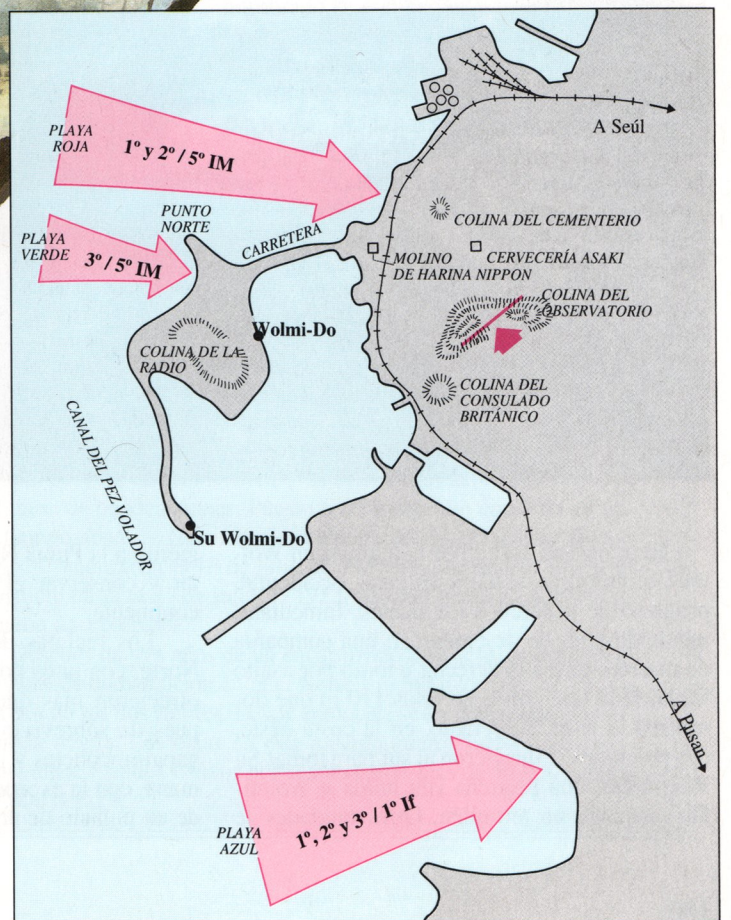 A Seúl
PLAYA
ROJA
1º y 2º / 5º IM
PUNTO
NORTE
COLINA DEL CEMENTERIO
PLAYA
VERDE
3º / 5º IM
CARRETERA
MOLINO
DE HARINA NIPPON
CERVECERÍA ASAKI
COLINA DEL
OBSERVATORIO
Wolmi-Do
COLINA DE LA
RADIO
COLINA DEL
CONSULADO
BRITÁNICO
CANAL DEL PEZ VOLADOR
Su Wolmi-Do
A Pusan
PLAYA
AZUL
1º, 2º y 3º / 1º If